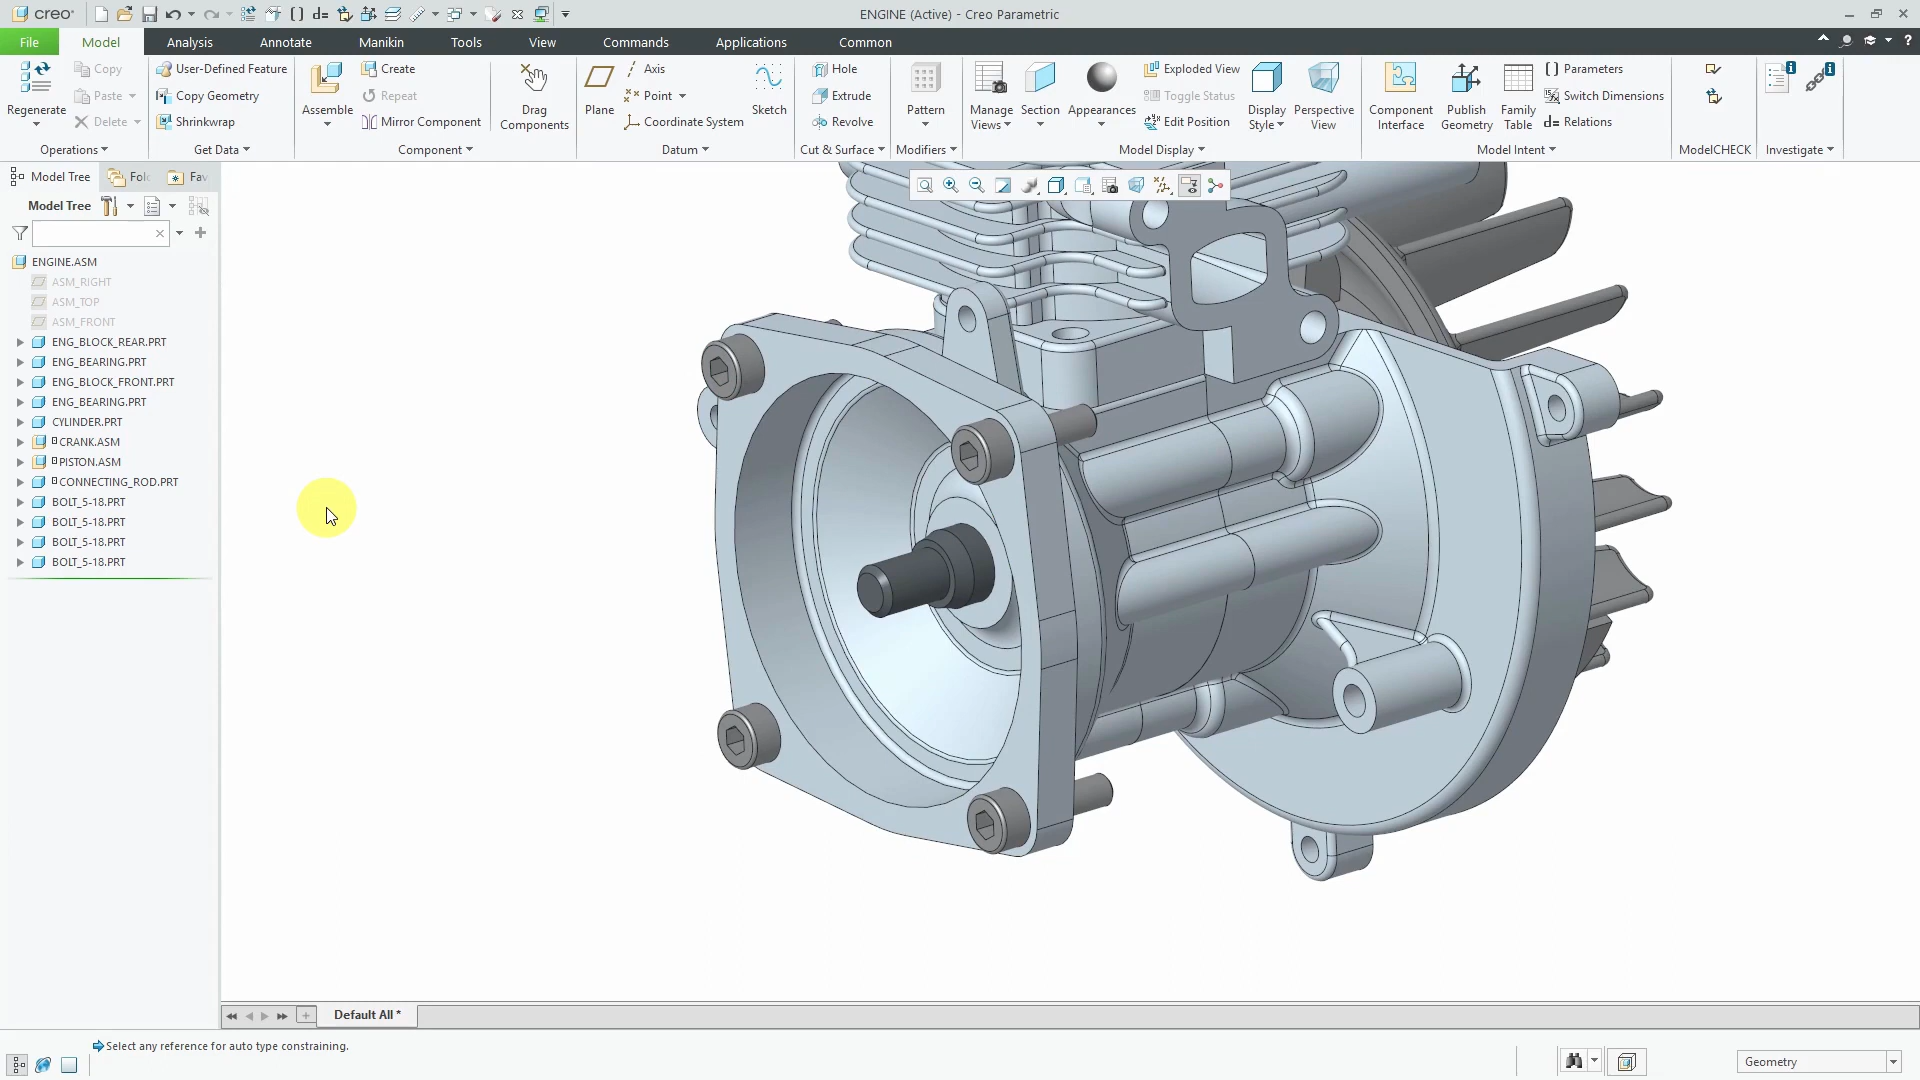 creo
ENGINE (Active) - Creo Parametric
File Model Analysis Annotate Manikin Tools View Commands Applications Common
Regenerate
Copy
Paste
Delete
Operations
User-Defined Feature
Copy Geometry
Shrinkwrap
Get Data
Assemble
Create
Repeat
Mirror Component
Component
Drag
Components
Plane
Axis
Point
Coordinate System
Sketch
Datum
Hole
Extrude
Revolve
Cut & Surface
Pattern
Modifiers
Manage
Views
Section
Appearances
Exploded View
Toggle Status
Edit Position
Display
Style
Perspective
View
Model Display
Component
Interface
Publish
Geometry
Family
Table
Parameters
Switch Dimensions
d= Relations
Model Intent
ModelCHECK
Investigate
Model Tree Fol Fav
Model Tree
ENGINE.ASM
ASM_RIGHT
ASM_TOP
ASM_FRONT
ENG_BLOCK_REAR.PRT
ENG_BEARING.PRT
ENG_BLOCK_FRONT.PRT
ENG_BEARING.PRT
CYLINDER.PRT
CRANK.ASM
PISTON.ASM
CONNECTING_ROD.PRT
BOLT_5-18.PRT
BOLT_5-18.PRT
BOLT_5-18.PRT
BOLT_5-18.PRT
Default All *
Select any reference for auto type constraining.
Geometry